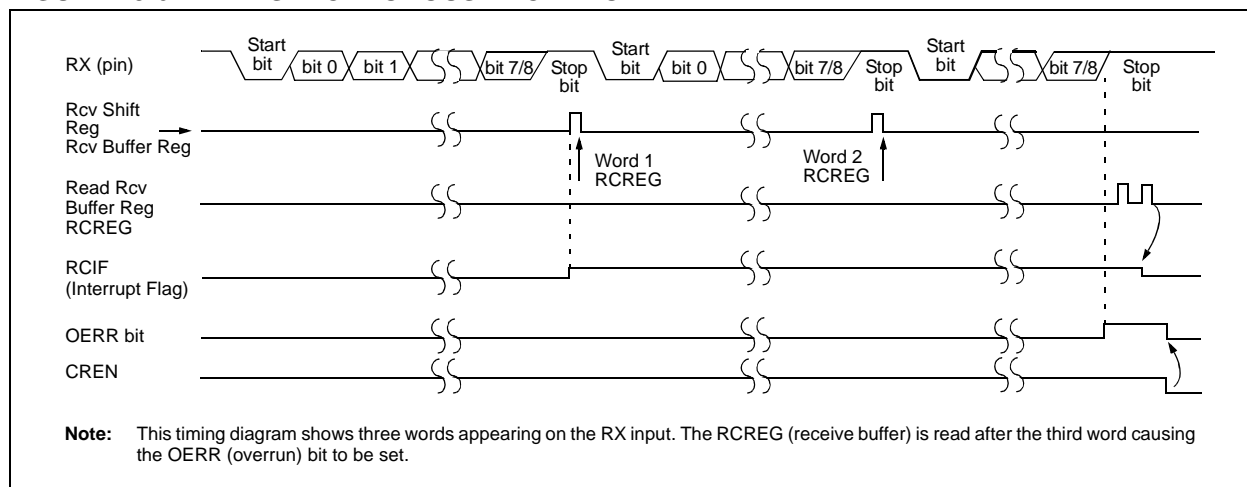 Start bit
bit 0
bit 1
bit 7/8
Stop bit
Start bit
bit 0
bit 7/8
Stop bit
Start bit
bit 7/8
Stop bit
RX (pin)
Rcv Shift
Reg
Rcv Buffer Reg
Word 1
RCREG
Word 2
RCREG
Read Rcv
Buffer Reg
RCREG
RCIF
(Interrupt Flag)
OERR bit
CREN
Note: This timing diagram shows three words appearing on the RX input. The RCREG (receive buffer) is read after the third word causing
the OERR (overrun) bit to be set.